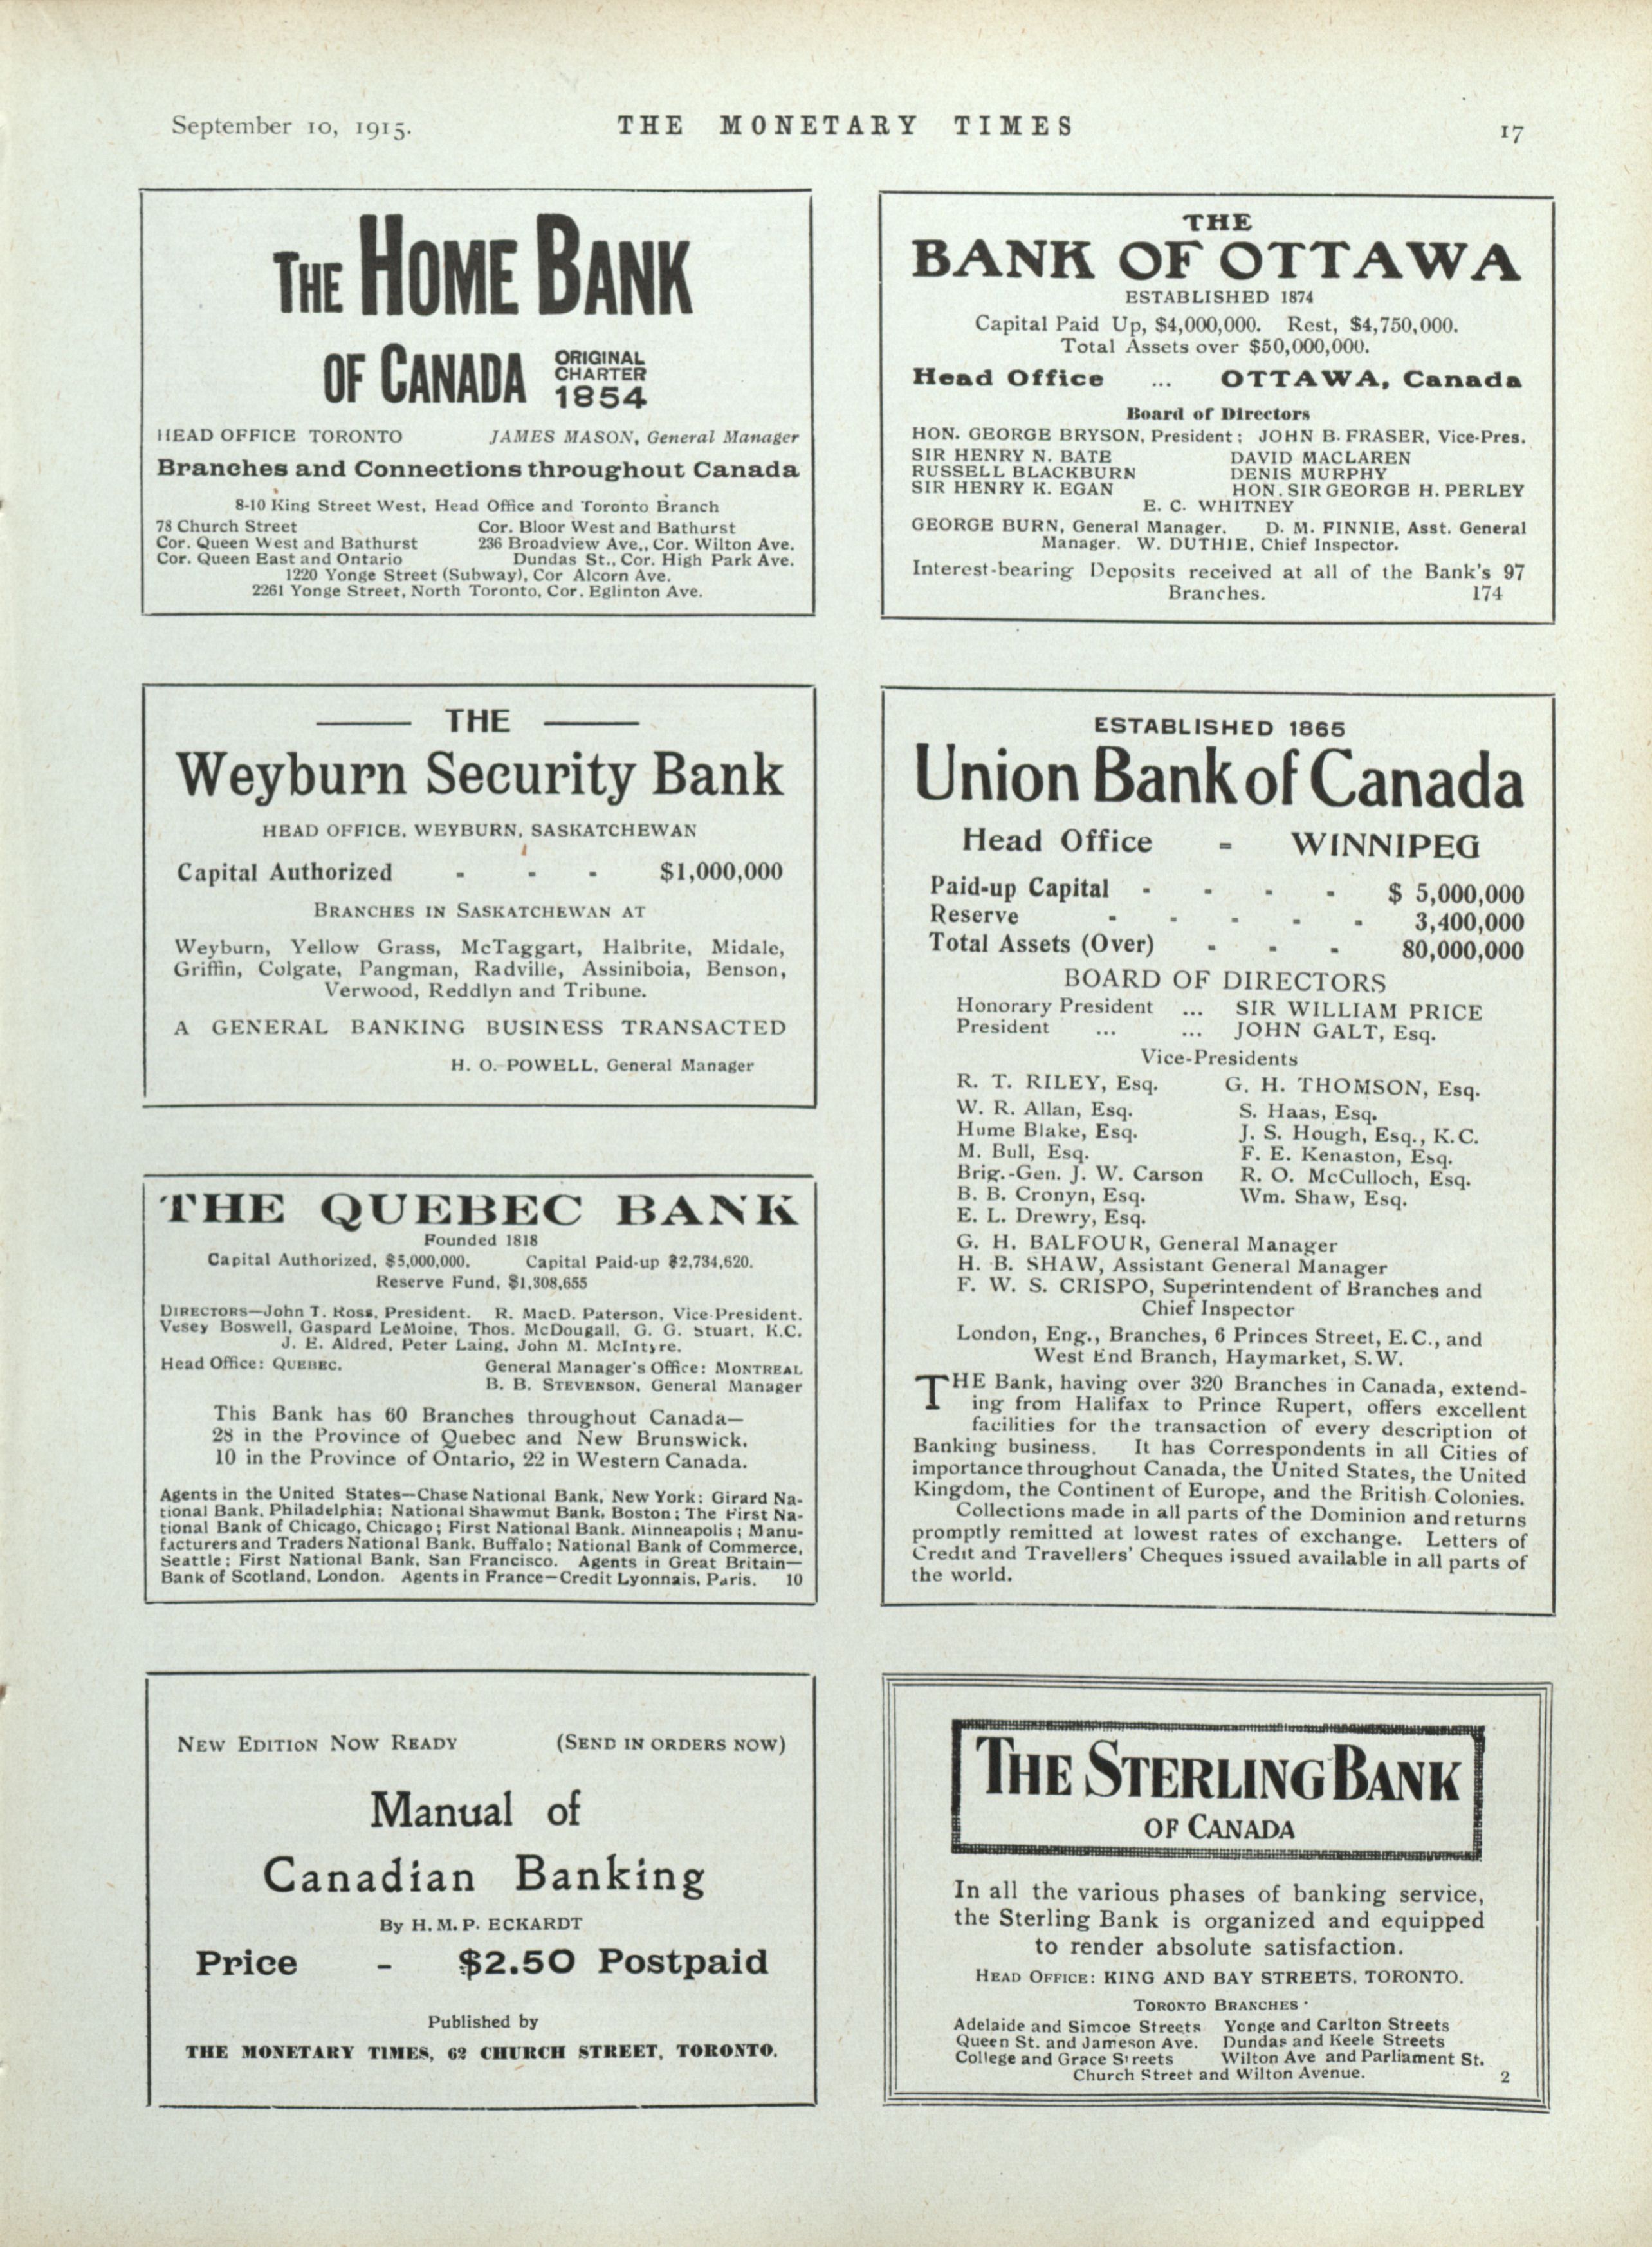 September 10, 1915.
THE MONETARY TIMES
17
THE HOME BANK
OF CANADA
ORIGINAL
CHARTER
1854
HEAD OFFICE TORONTO JAMES MASON, General Manager
Branches and Connections throughout Canada
8-10 King Street West, Head Office and Toronto Branch
78 Church Street Cor. Bloor West and Bathurst
Cor. Queen West and Bathurst 236 Broadview Ave., Cor. Wilton Ave.
Cor. Queen East and Ontario Dundas St., Cor. High Park Ave.
1220 Yonge Street (Subway), Cor Alcorn Ave.
2261 Yonge Street, North Toronto, Cor. Eglinton Ave.
THE
BANK OF OTTAWA
ESTABLISHED 1874
Capital Paid Up, $4,000,000. Rest, $4,750,000.
Total Assets over $50,000,000.
Head Office ... OTTAWA, Canada
Board of Directors
HON. GEORGE BRYSON, President; JOHN B. FRASER, Vice-Pres.
SIR HENRY N. BATE DAVID MACLAREN
RUSSELL BLACKBURN DENIS MURPHY
SIR HENRY K. EGAN HON. SIR GEORGE H. PERLEY
E. C. WHITNEY
GEORGE BURN, General Manager. D. M. FINNIE, Asst. General
Manager. W. DUTHIE, Chief Inspector.
Interest-bearing Deposits received at all of the Bank's 97
Branches. 174
THE
Weyburn Security Bank
HEAD OFFICE, WEYBURN, SASKATCHEWAN
Capital Authorized - - - $1,000,000
BRANCHES IN SASKATCHEWAN AT
Weyburn, Yellow Grass, McTaggart, Halbrite, Midale,
Griffin, Colgate, Pangman, Radville, Assiniboia, Benson,
Verwood, Reddlyn and Tribune.
A GENERAL BANKING BUSINESS TRANSACTED
H. O. POWELL, General Manager
ESTABLISHED 1865
Union Bank of Canada
Head Office - WINNIPEG
Paid-up Capital - - - - $ 5,000,000
Reserve - - - - - 3,400,000
Total Assets (Over) - - - 80,000,000
BOARD OF DIRECTORS
Honorary President ... SIR WILLIAM PRICE
President ... ... JOHN GALT, Esq.
Vice-Presidents
R. T. RILEY, Esq. G. H. THOMSON, Esq.
W. R. Allan, Esq. S. Haas, Esq.
Hume Blake, Esq. J. S. Hough, Esq., K.C.
M. Bull, Esq. F. E. Kenaston, Esq.
Brig.-Gen. J. W. Carson R. O. McCulloch, Esq.
B. B. Cronyn, Esq. Wm. Shaw, Esq.
E. L. Drewry, Esq.
G. H. BALFOUR, General Manager
H. B. SHAW, Assistant General Manager
F. W. S. CRISPO, Superintendent of Branches and
Chief Inspector
London, Eng., Branches, 6 Princes Street, E.C., and
West End Branch, Haymarket, S.W.
THE Bank, having over 320 Branches in Canada, extend-
ing from Halifax to Prince Rupert, offers excellent
facilities for the transaction of every description of
Banking business. It has Correspondents in all Cities of
importance throughout Canada, the United States, the United
Kingdom, the Continent of Europe, and the British Colonies.
Collections made in all parts of the Dominion and returns
promptly remitted at lowest rates of exchange. Letters of
Credit and Travellers' Cheques issued available in all parts of
the world.
THE QUEBEC BANK
Founded 1818
Capital Authorized, $5,000,000. Capital Paid-up $2,734,620.
Reserve Fund, $1,308,655
DIRECTORS—John T. Ross, President. R. MacD. Paterson, Vice-President.
Vesey Boswell, Gaspard LeMoine, Thos. McDougall, G. G. Stuart, K.C.
J. E. Aldred, Peter Laing, John M. McIntyre.
Head Office: QUEBEC. General Manager's Office: MONTREAL
B. B. STEVENSON, General Manager
This Bank has 60 Branches throughout Canada—
28 in the Province of Quebec and New Brunswick.
10 in the Province of Ontario, 22 in Western Canada.
Agents in the United States—Chase National Bank, New York; Girard Na-
tional Bank, Philadelphia; National Shawmut Bank, Boston; The First Na-
tional Bank of Chicago, Chicago; First National Bank, Minneapolis; Manu-
facturers and Traders National Bank, Buffalo; National Bank of Commerce,
Seattle; First National Bank, San Francisco. Agents in Great Britain—
Bank of Scotland, London. Agents in France—Credit Lyonnais, Paris. 10
NEW EDITION NOW READY (SEND IN ORDERS NOW)
Manual of
Canadian Banking
By H. M. P. ECKARDT
Price - $2.50 Postpaid
Published by
THE MONETARY TIMES, 62 CHURCH STREET, TORONTO.
THE STERLING BANK
OF CANADA
In all the various phases of banking service,
the Sterling Bank is organized and equipped
to render absolute satisfaction.
HEAD OFFICE: KING AND BAY STREETS, TORONTO.
TORONTO BRANCHES
Adelaide and Simcoe Streets Yonge and Carlton Streets
Queen St. and Jameson Ave. Dundas and Keele Streets
College and Grace Streets Wilton Ave and Parliament St.
Church Street and Wilton Avenue. 2